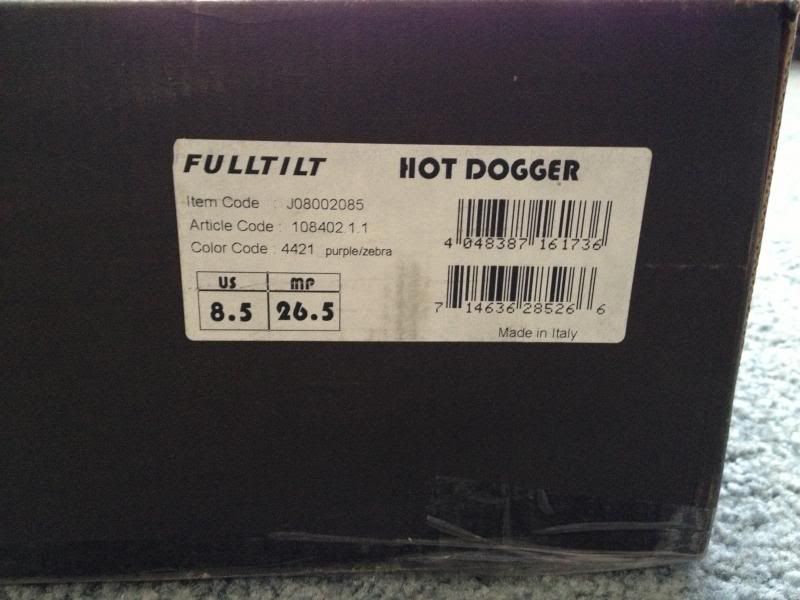 FULLTILT HOT DOGGER
Item Code : J08002085
Article Code : 108402.1.1
Color Code : 4421 purple/zebra
US MP
8.5 26.5
4 048387 161736
7 14636 28526 6
Made in Italy